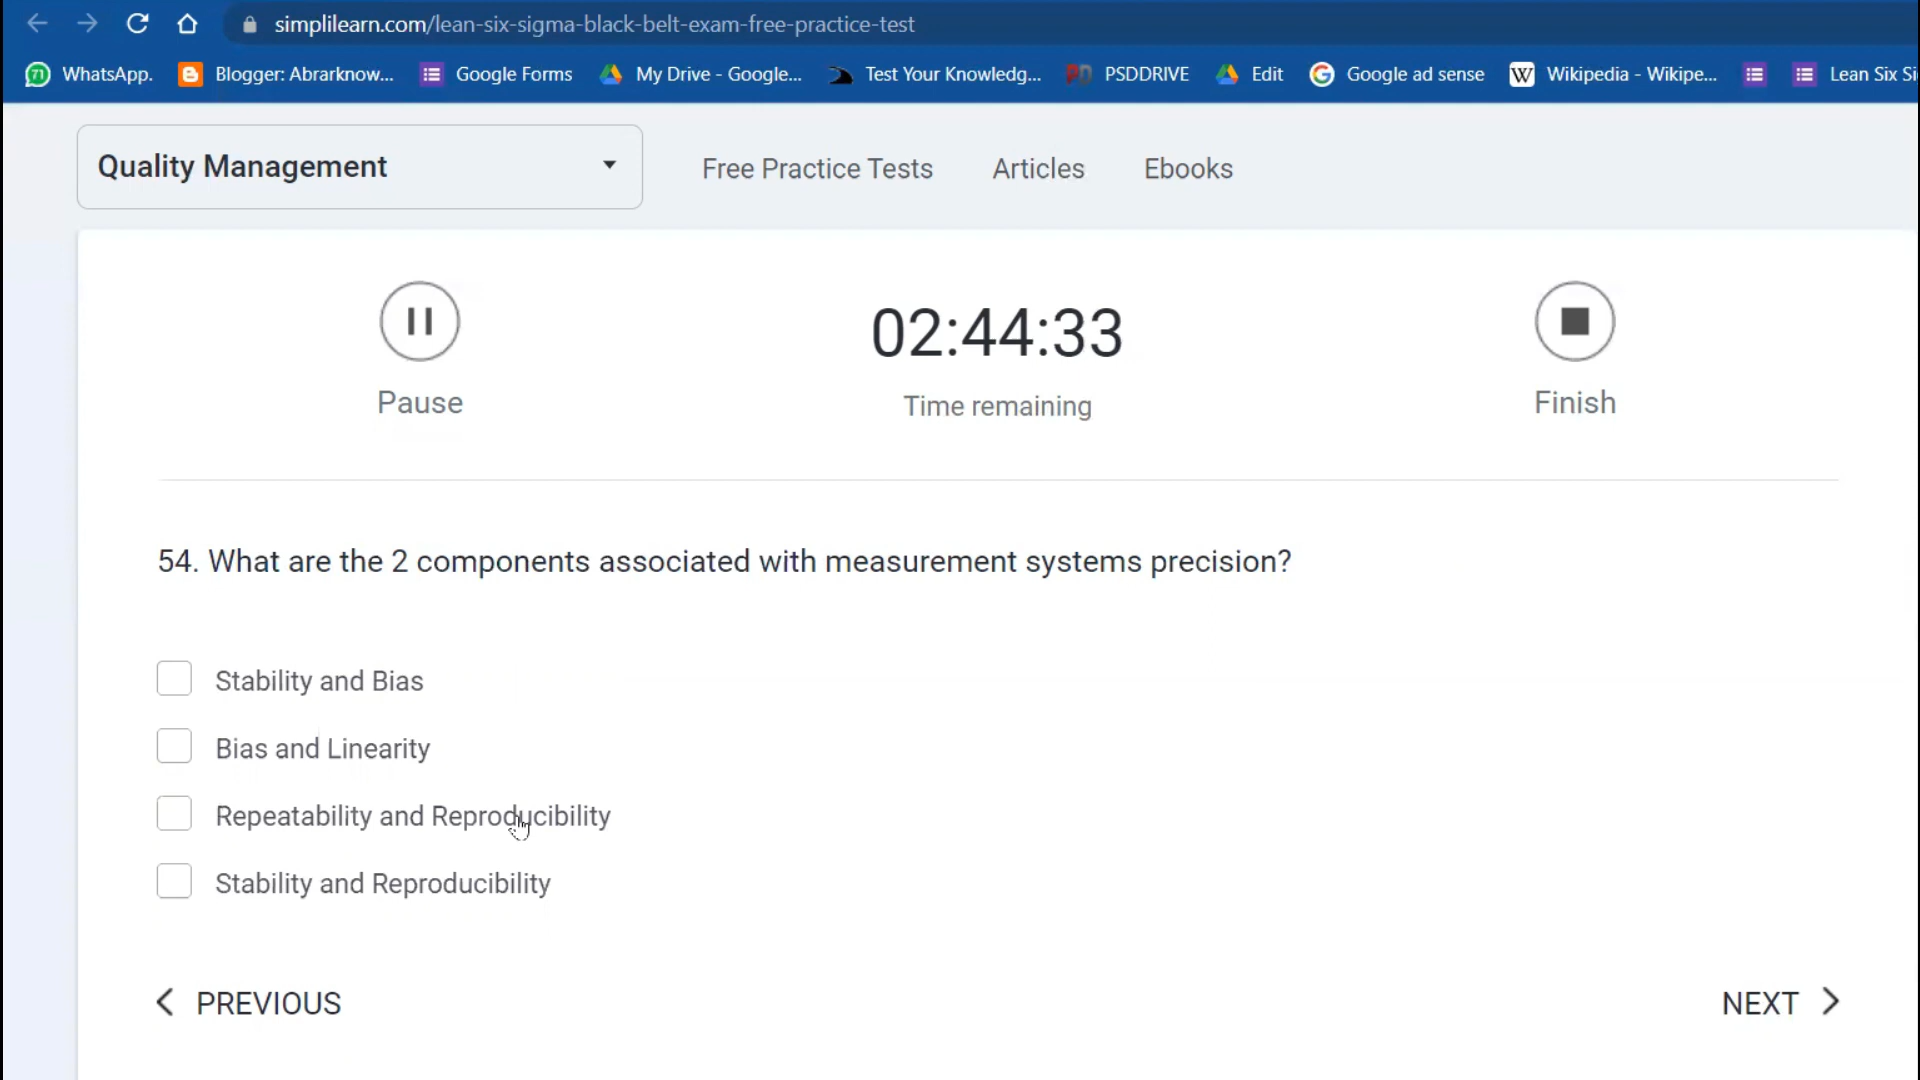 simplilearn.com/lean-six-sigma-black-belt-exam-free-practice-test
71 WhatsApp. Blogger: Abrarknow... Google Forms My Drive - Google... Test Your Knowledg... PD PSDDRIVE Edit G Google ad sense W Wikipedia - Wikipe... Lean Six Si
Quality Management Free Practice Tests Articles Ebooks
02:44:33
Pause Time remaining Finish
54. What are the 2 components associated with measurement systems precision?
Stability and Bias
Bias and Linearity
Repeatability and Reproducibility
Stability and Reproducibility
PREVIOUS NEXT